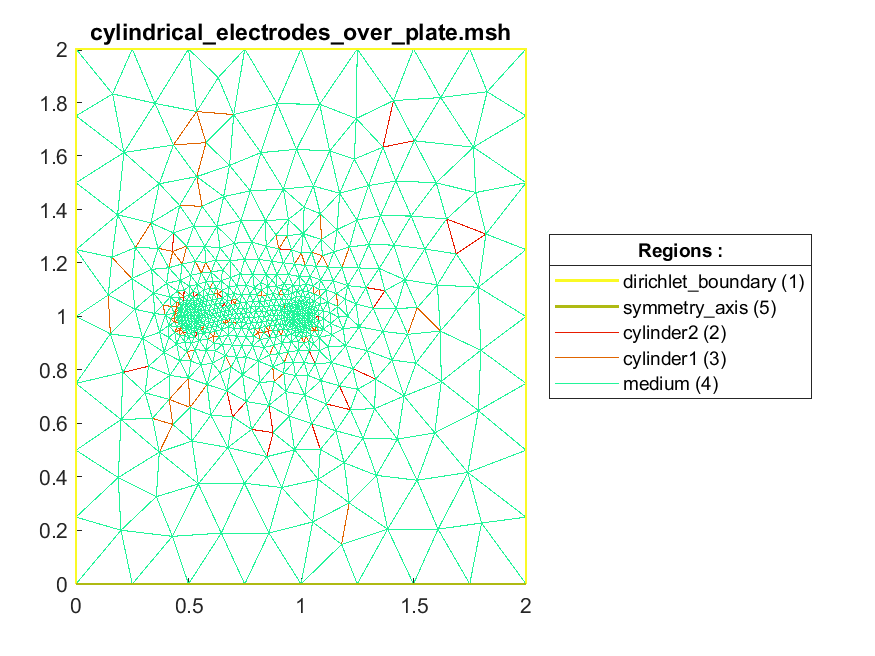 cylindrical_electrodes_over_plate.msh
2
1.8
1.6
1.4
1.2
1
0.8
0.6
0.4
0.2
0
0 0.5 1 1.5 2
Regions :
dirichlet_boundary (1)
symmetry_axis (5)
cylinder2 (2)
cylinder1 (3)
medium (4)